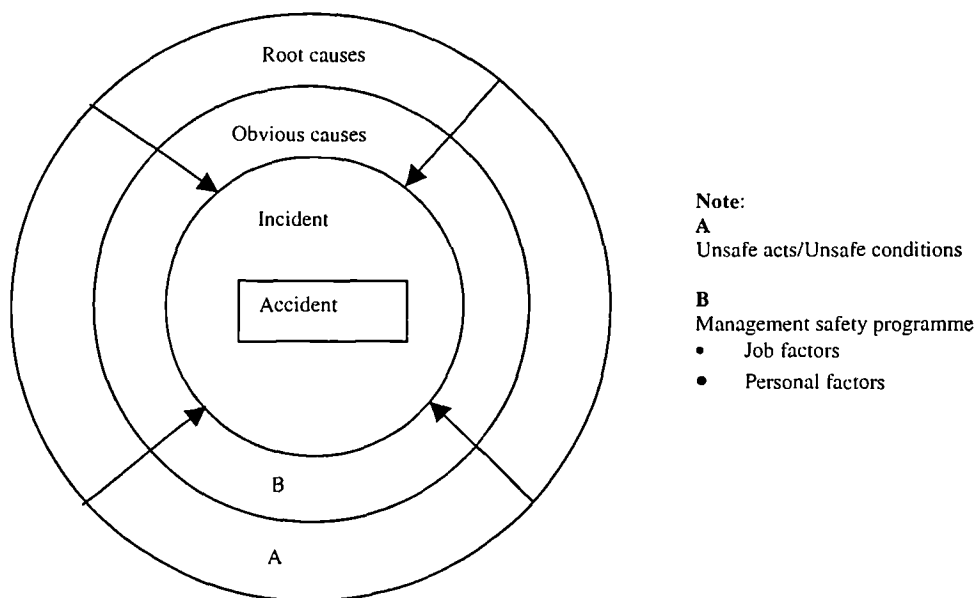 Root causes
Obvious causes
Incident
Accident
B
A
Note:
A
Unsafe acts/Unsafe conditions
B
Management safety programme
• Job factors
• Personal factors